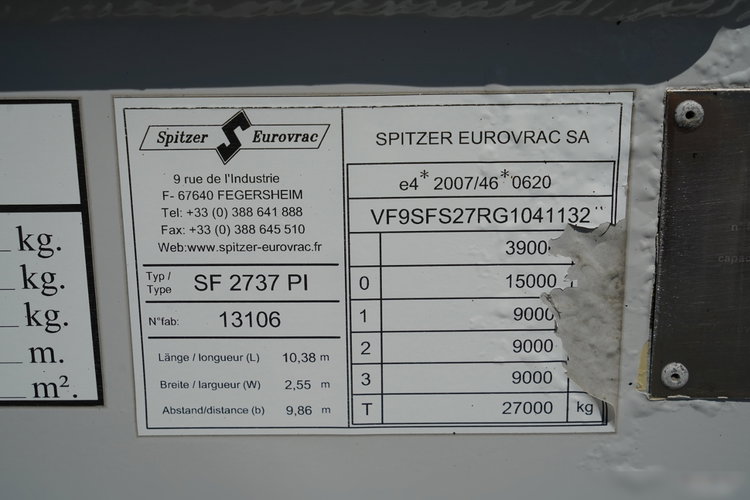 kg.
kg.
kg.
m.
m².
Spitzer S Eurovrac
9 rue de l'Industrie
F- 67640 FEGERSHEIM
Tel: +33 (0) 388 641 888
Fax: +33 (0) 388 645 510
Web:www.spitzer-eurovrac.fr
Typ / Type SF 2737 PI
N°fab: 13106
Länge / longueur (L) 10,38 m
Breite / largueur (W) 2,55 m
Abstand/distance (b) 9,86 m
SPITZER EUROVRAC SA
e4* 2007/46*0620
VF9SFS27RG1041132
3900
0 15000
1 9000
2 9000
3 9000
T 27000 kg